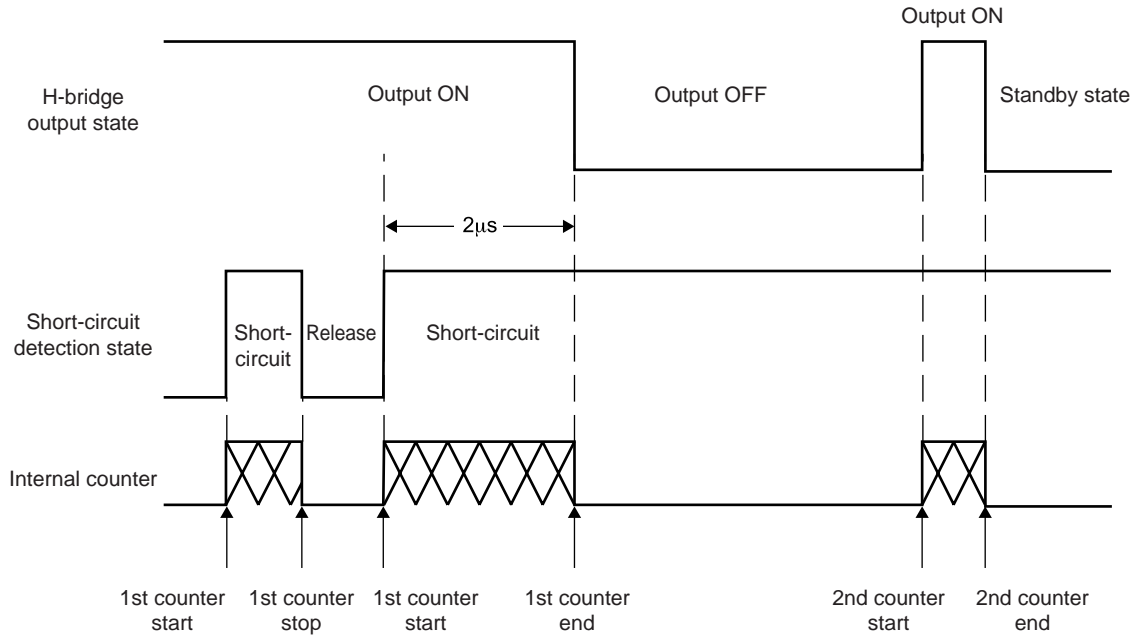 Output ON
H-bridge
output state
Output ON
Output OFF
Standby state
2μs
Short-circuit
detection state
Short-
circuit
Release
Short-circuit
Internal counter
1st counter
start
1st counter
stop
1st counter
start
1st counter
end
2nd counter
start
2nd counter
end